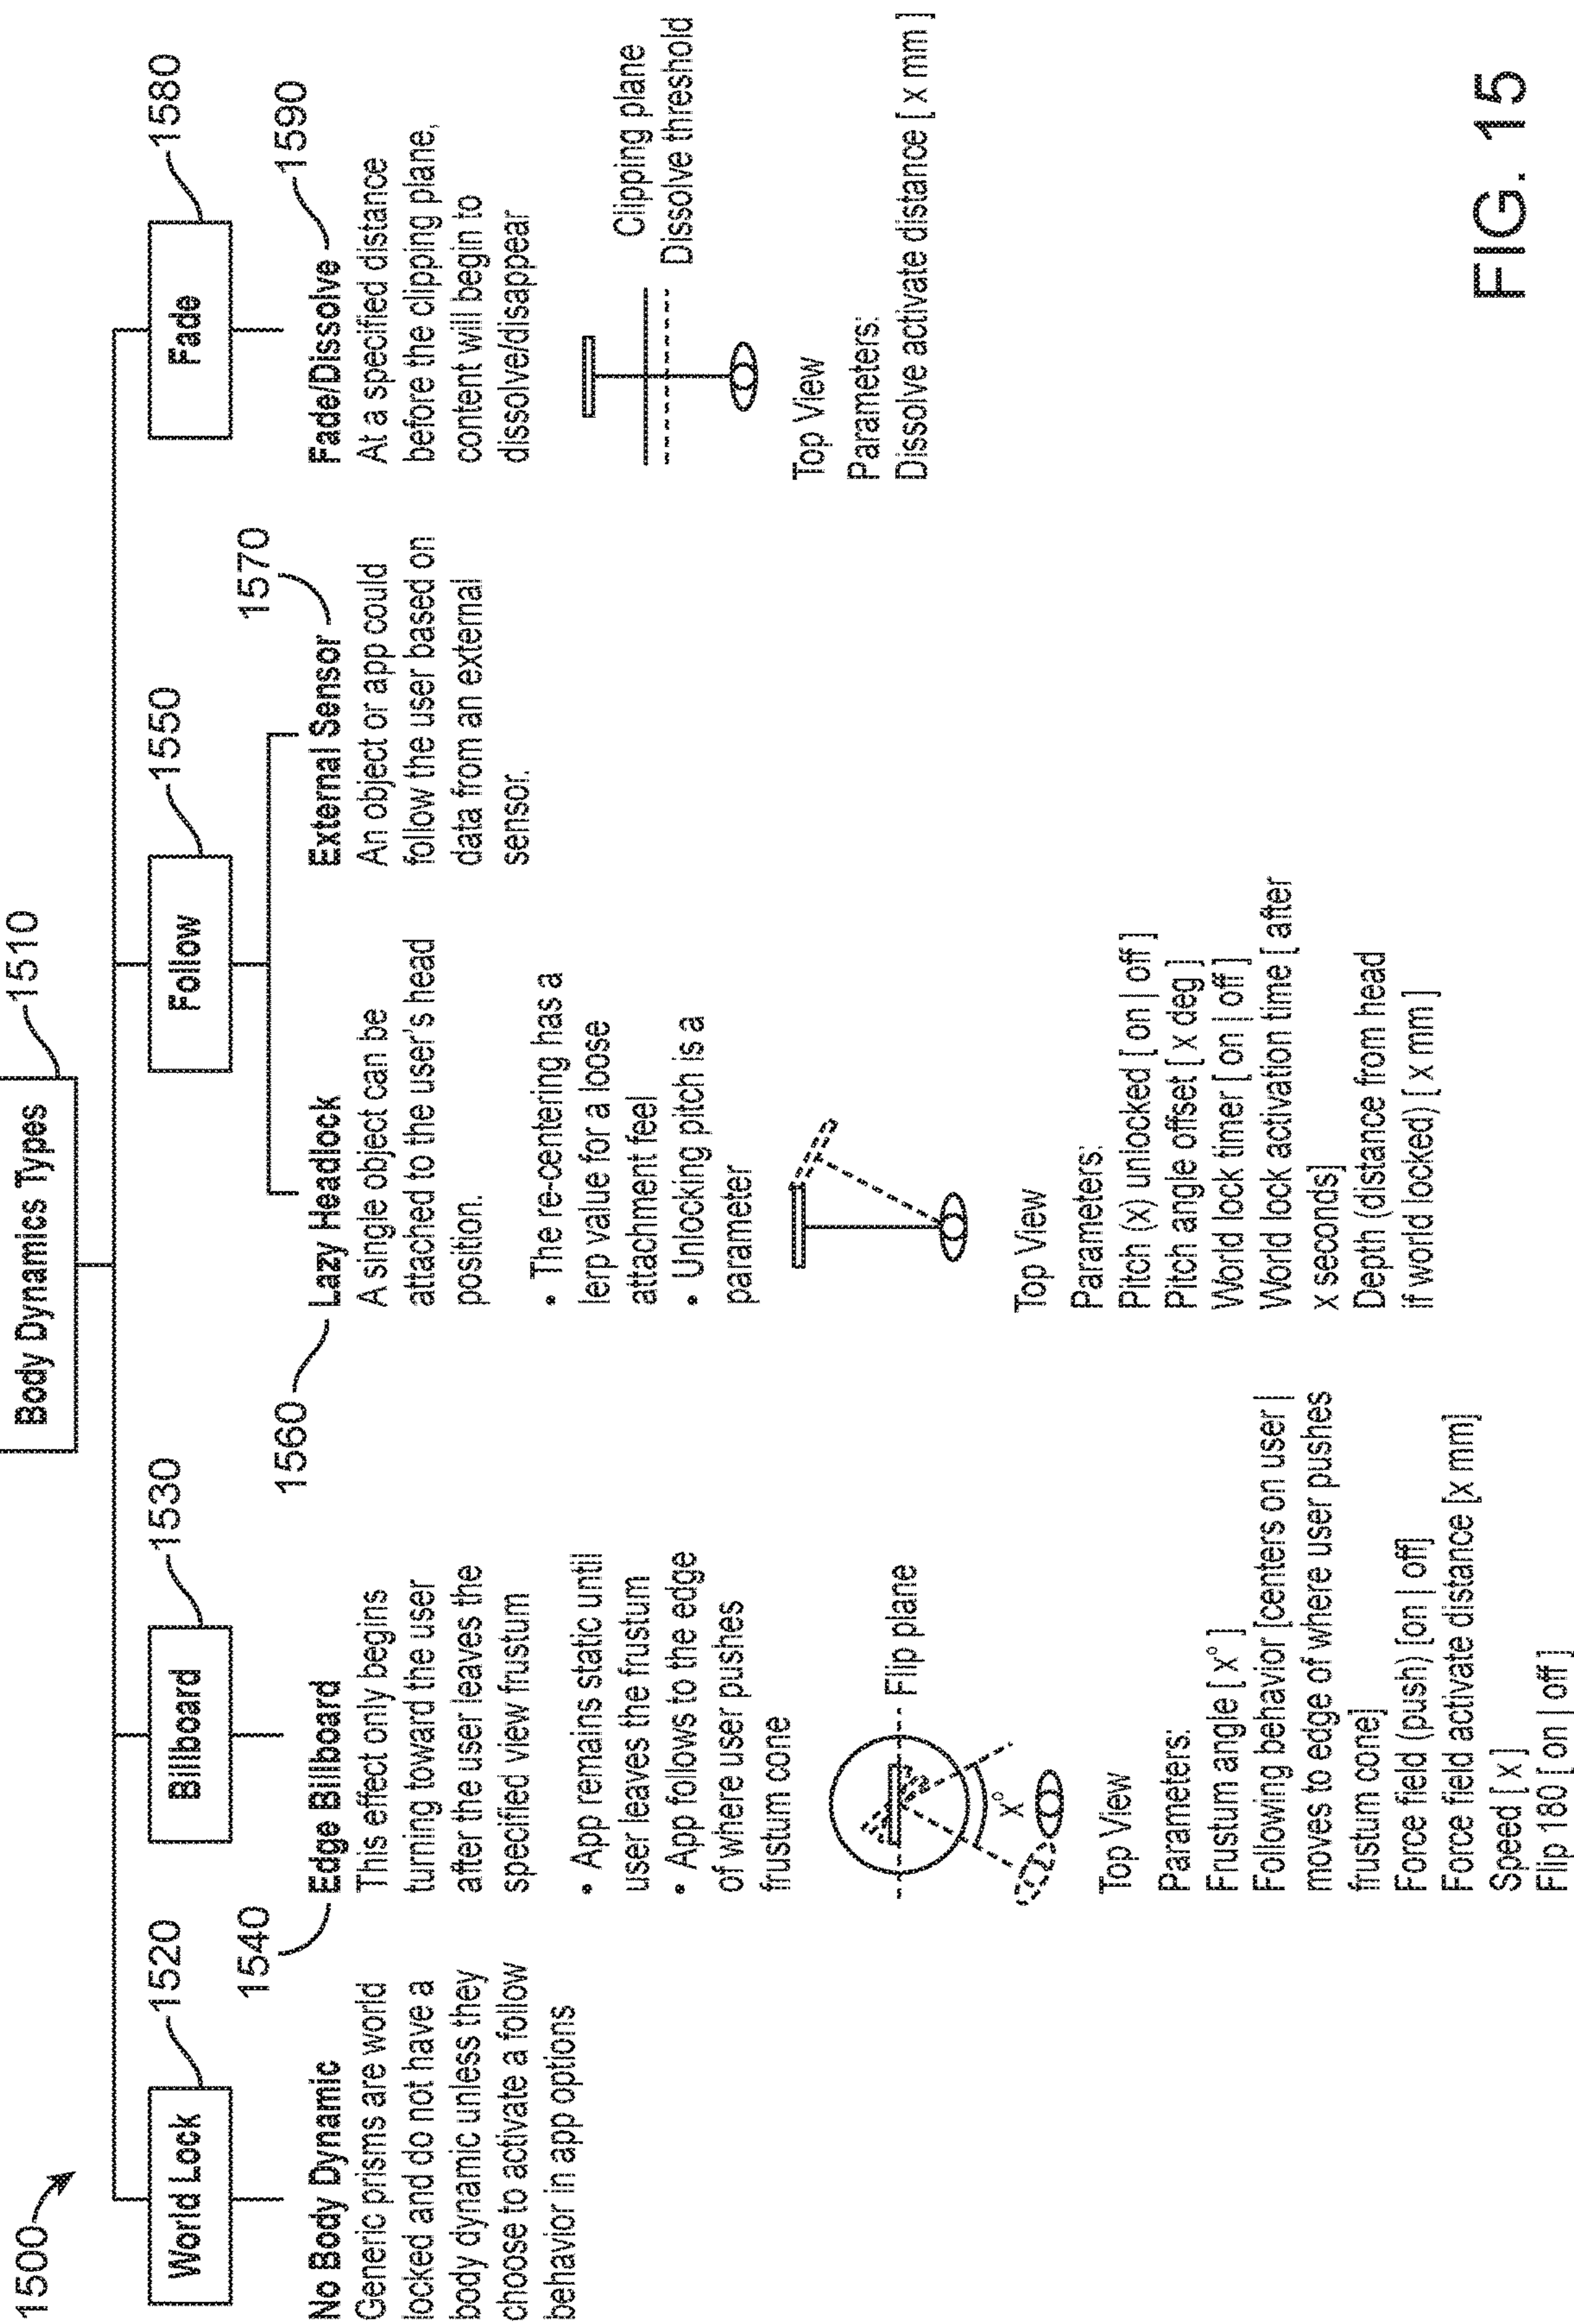 1500
Body Dynamics Types
1510
World Lock
1520
No Body Dynamic
Generic prisms are world
locked and do not have a
body dynamic unless they
choose to activate a follow
behavior in app options
Billboard
1530
1540
Edge Billboard
This effect only begins
turning toward the user
after the user leaves the
specified view frustum
• App remains static until
user leaves the frustum
• App follows to the edge
of where user pushes
frustum cone
Flip plane
X°
Top View
Parameters:
Frustum angle [ x° ]
Following behavior [centers on user |
moves to edge of where user pushes
frustum cone]
Force field (push) [on | off]
Force field activate distance [x mm]
Speed [ x ]
Flip 180 [ on | off ]
Follow
1550
1560
Lazy Headlock
A single object can be
attached to the user's head
position.
• The re-centering has a
lerp value for a loose
attachment feel
• Unlocking pitch is a
parameter
Top View
Parameters:
Pitch (x) unlocked [ on | off ]
Pitch angle offset [ x deg ]
World lock timer [ on | off ]
World lock activation time [ after
x seconds]
Depth (distance from head
if world locked) [ x mm ]
1570
External Sensor
An object or app could
follow the user based on
data from an external
sensor.
Fade
1580
Fade/Dissolve
1590
At a specified distance
before the clipping plane,
content will begin to
dissolve/disappear
Clipping plane
Dissolve threshold
Top View
Parameters:
Dissolve activate distance [ x mm ]
FIG. 15